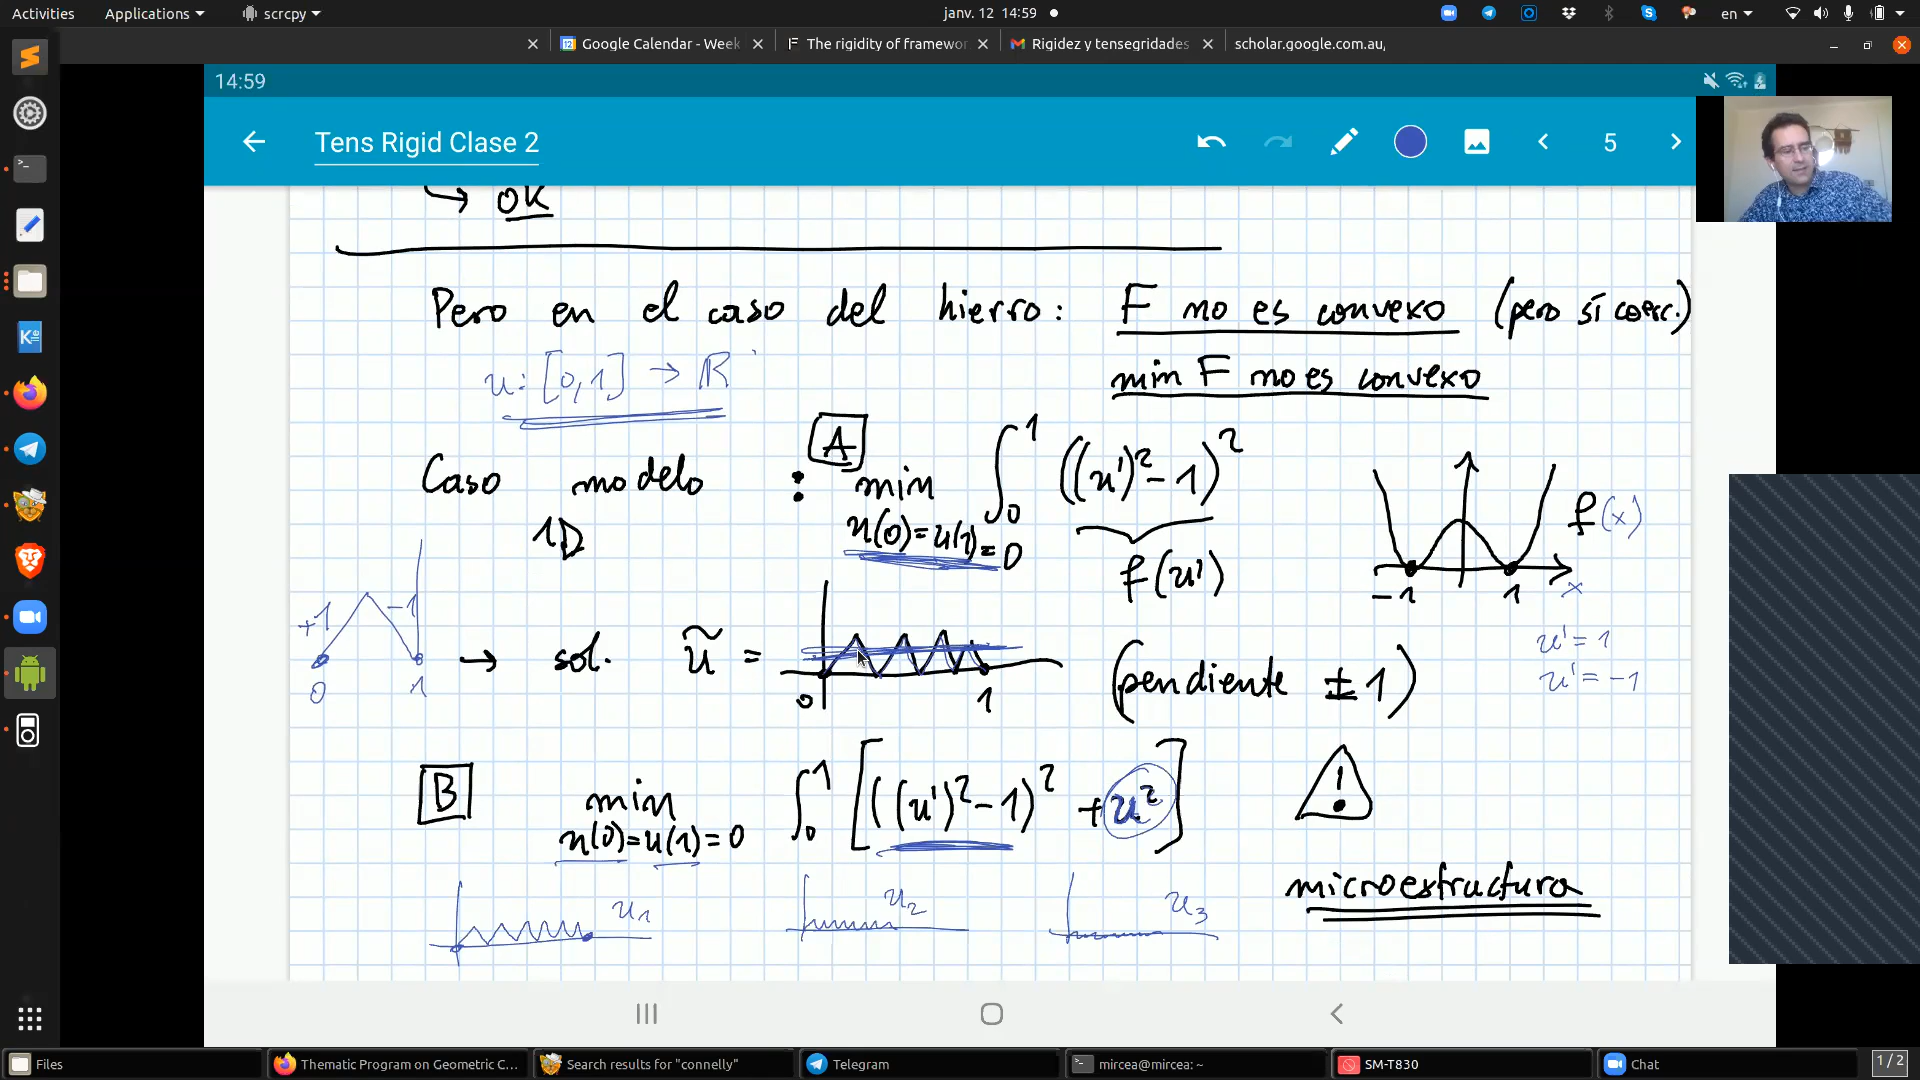 Activities Applications scrcpy janv. 12 14:59 en
Google Calendar - Week The rigidity of framewor Rigidez y tensegridades scholar.google.com.au,
14:59
Tens Rigid Clase 2 5
↳ OK
Pero en el caso del hierro: F no es convexo (pero sí coerc.)
u: [0,1] → ℝ
min F no es convexo
Caso modelo : A min ∫₀¹ ((u')² - 1)²
1D u(0)=u(1)=0 f(u')
f(x)
-1 1 x
+1 -1
0 1
→ sol. ũ = (pendiente ±1)
0 1
u' = 1
u' = -1
B min ∫₀¹ [((u')² - 1)² + u²] !
u(0)=u(1)=0
microestructura
u₁ u₂ u₃
Files Thematic Program on Geometric C... Search results for "connelly" Telegram mircea@mircea: ~ SM-T830 Chat 1 / 2